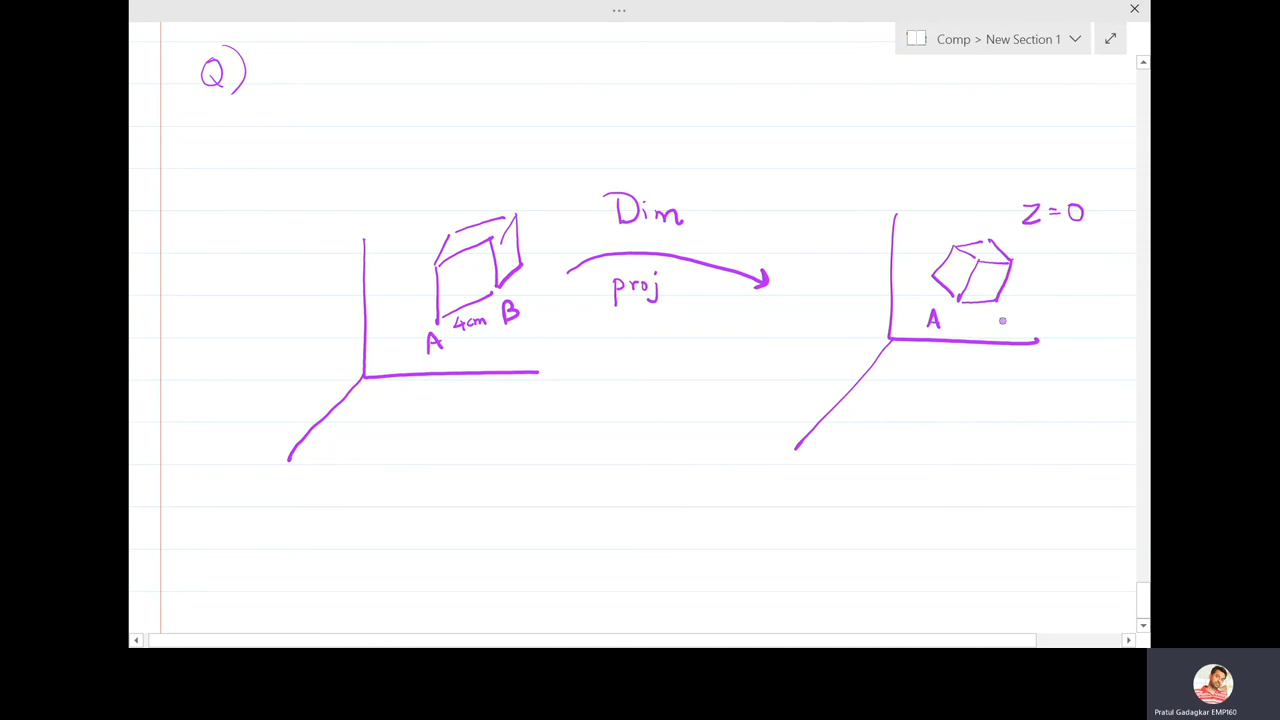 ...
Comp > New Section 1
Q)
Dim
proj
4cm
A
B
z=0
A
Pratul Gadagkar EMP160